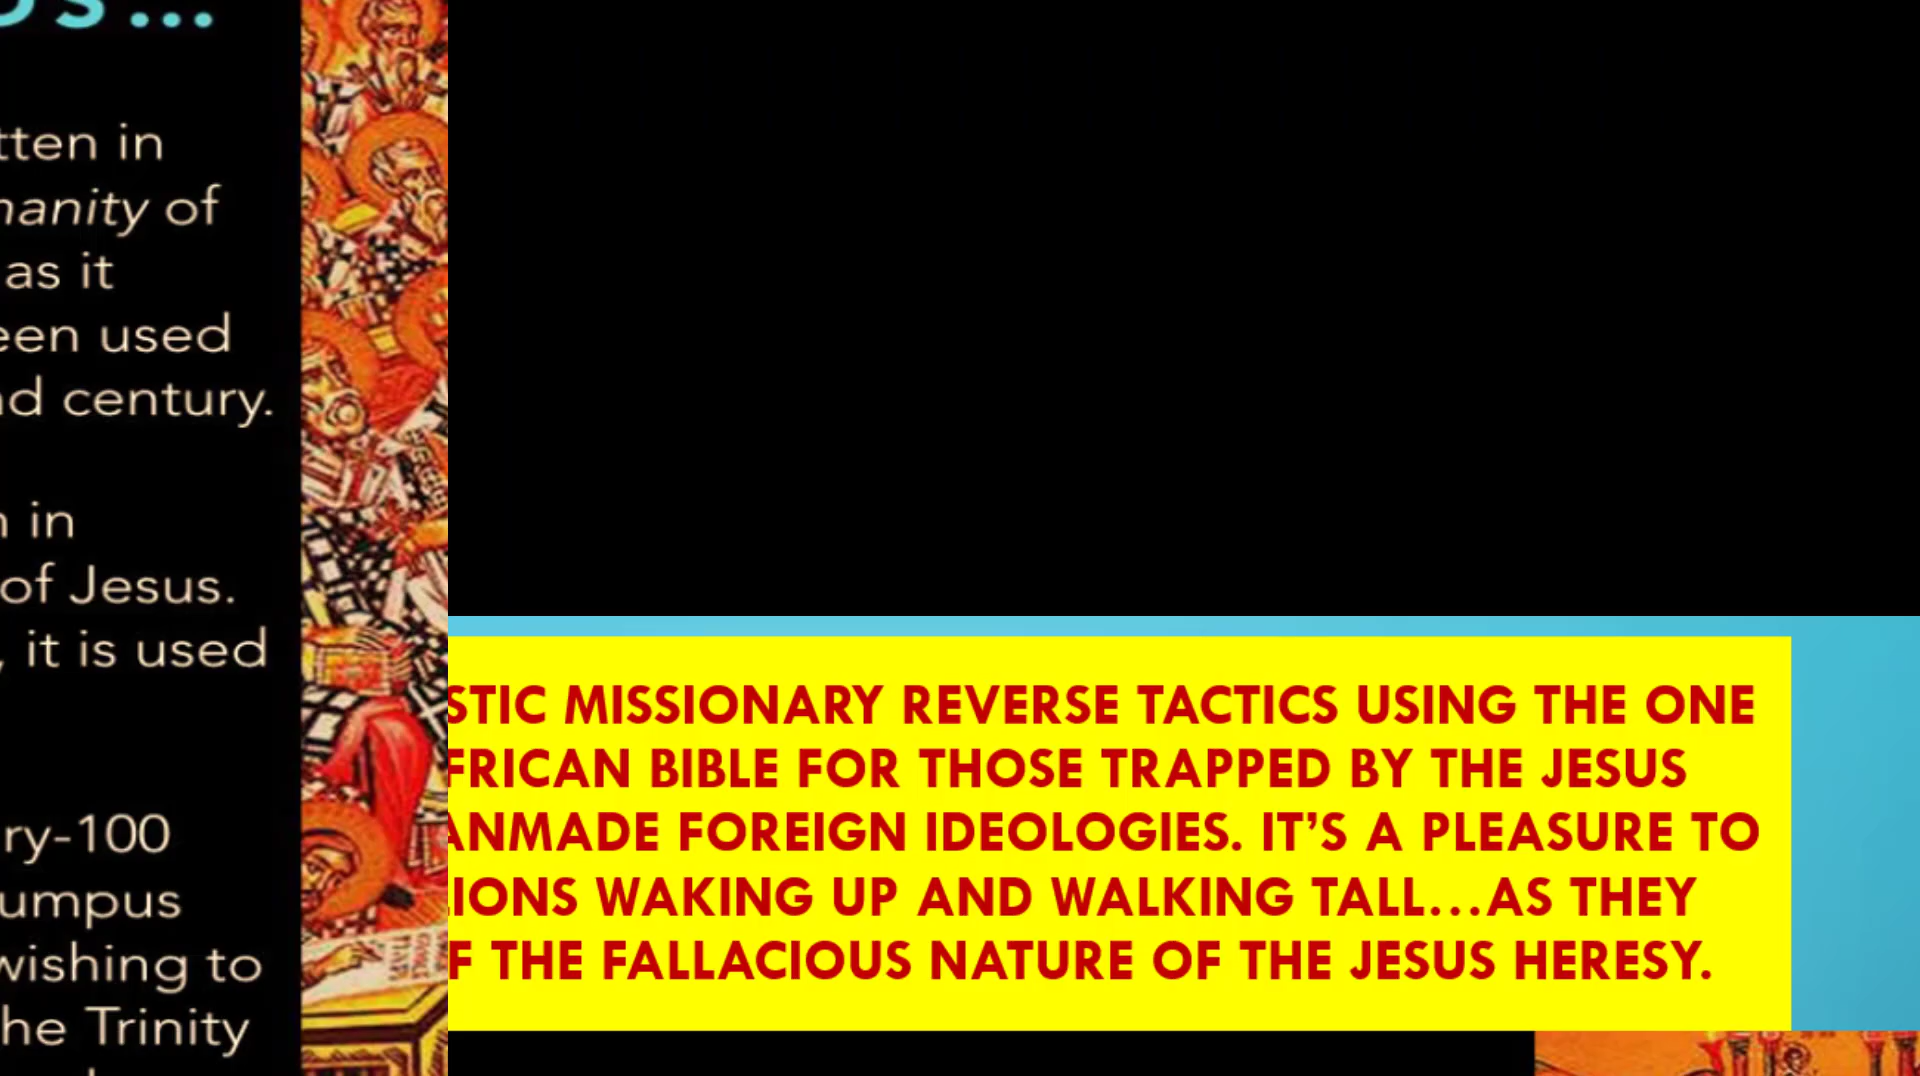 tten in
manity of
as it
een used
nd century.
n in
of Jesus.
, it is used
ry-100
umpus
wishing to
he Trinity
STIC MISSIONARY REVERSE TACTICS USING THE ONE
FRICAN BIBLE FOR THOSE TRAPPED BY THE JESUS
ANMADE FOREIGN IDEOLOGIES. IT'S A PLEASURE TO
IONS WAKING UP AND WALKING TALL...AS THEY
F THE FALLACIOUS NATURE OF THE JESUS HERESY.